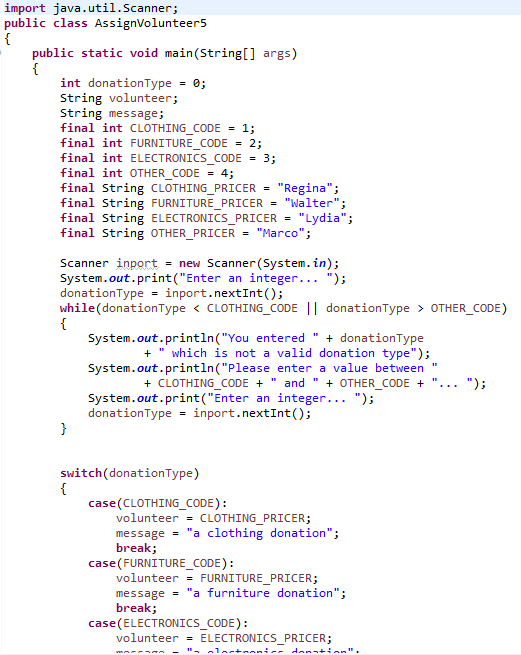 import java.util.Scanner;
public class AssignVolunteer5
{
    public static void main(String[] args)
    {
        int donationType = 0;
        String volunteer;
        String message;
        final int CLOTHING_CODE = 1;
        final int FURNITURE_CODE = 2;
        final int ELECTRONICS_CODE = 3;
        final int OTHER_CODE = 4;
        final String CLOTHING_PRICER = "Regina";
        final String FURNITURE_PRICER = "Walter";
        final String ELECTRONICS_PRICER = "Lydia";
        final String OTHER_PRICER = "Marco";

        Scanner inport = new Scanner(System.in);
        System.out.print("Enter an integer... ");
        donationType = inport.nextInt();
        while(donationType < CLOTHING_CODE || donationType > OTHER_CODE)
        {
            System.out.println("You entered " + donationType
                    + " which is not a valid donation type");
            System.out.println("Please enter a value between "
                    + CLOTHING_CODE + " and " + OTHER_CODE + "... ");
            System.out.print("Enter an integer... ");
            donationType = inport.nextInt();
        }


        switch(donationType)
        {
            case(CLOTHING_CODE):
                volunteer = CLOTHING_PRICER;
                message = "a clothing donation";
                break;
            case(FURNITURE_CODE):
                volunteer = FURNITURE_PRICER;
                message = "a furniture donation";
                break;
            case(ELECTRONICS_CODE):
                volunteer = ELECTRONICS_PRICER;
                message = "a electronics donation";